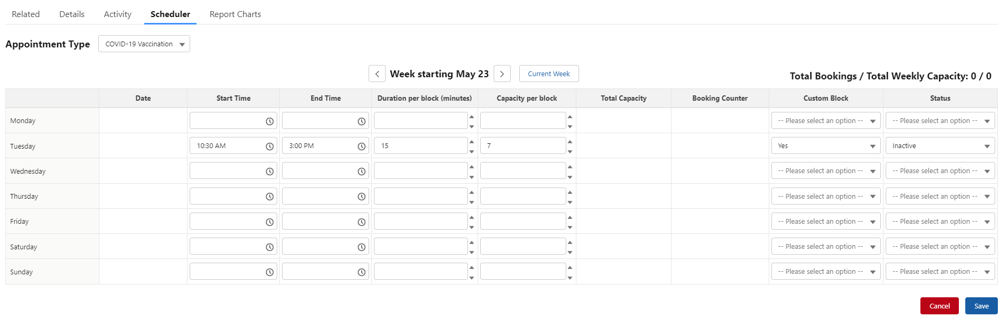 Related Details Activity Scheduler Report Charts
Appointment Type COVID-19 Vaccination
Week starting May 23 Current Week
Total Bookings / Total Weekly Capacity: 0 / 0
Date Start Time End Time Duration per block (minutes) Capacity per block Total Capacity Booking Counter Custom Block Status
Monday -- Please select an option -- -- Please select an option --
Tuesday 10:30 AM 3:00 PM 15 7 Yes Inactive
Wednesday -- Please select an option -- -- Please select an option --
Thursday -- Please select an option -- -- Please select an option --
Friday -- Please select an option -- -- Please select an option --
Saturday -- Please select an option -- -- Please select an option --
Sunday -- Please select an option -- -- Please select an option --
Cancel Save